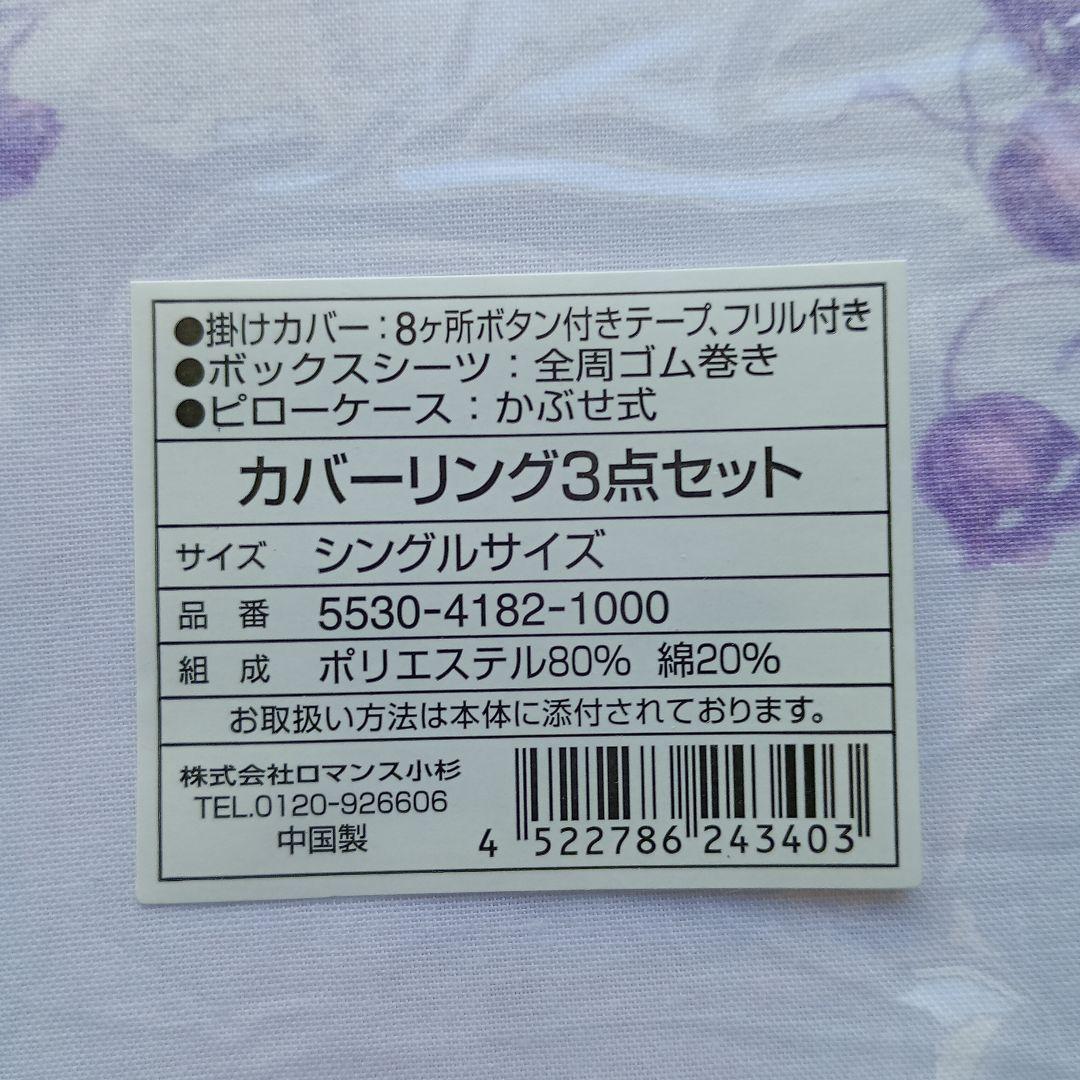 ●掛けカバー：8ヶ所ボタン付きテープ、フリル付き
●ボックスシーツ：全周ゴム巻き
●ピローケース：かぶせ式
カバーリング3点セット
サイズ　シングルサイズ
品　番　5530-4182-1000
組　成　ポリエステル80%　綿20%
お取扱い方法は本体に添付されております。
株式会社ロマンス小杉
TEL.0120-926606
中国製
4 522786 243403